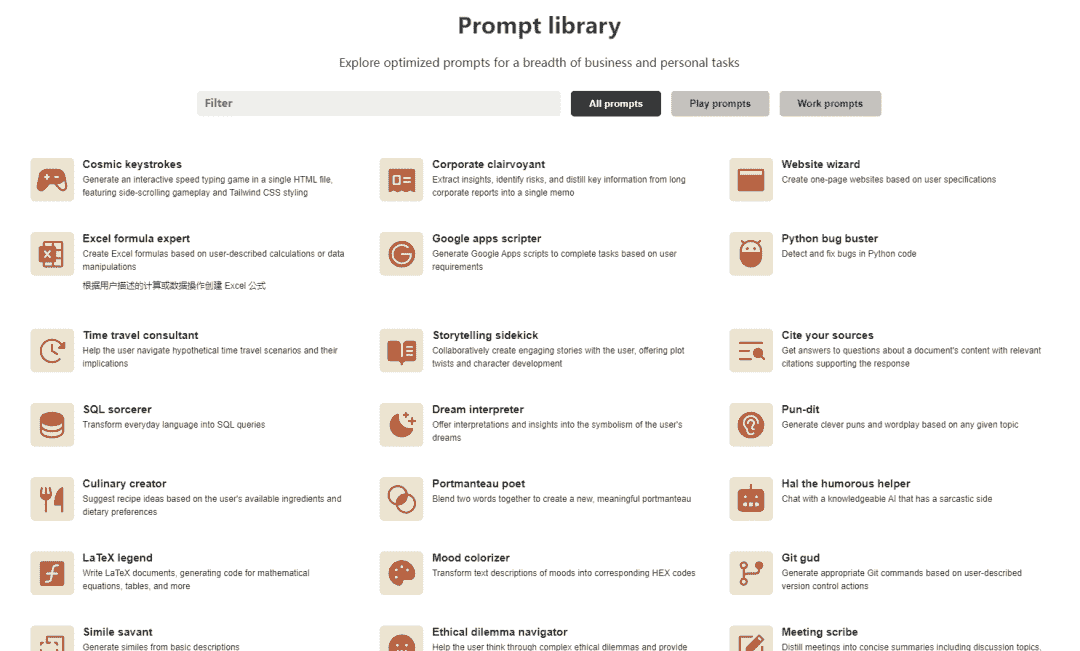 Prompt library
Explore optimized prompts for a breadth of business and personal tasks
Filter
All prompts
Play prompts
Work prompts
Cosmic keystrokes
Generate an interactive speed typing game in a single HTML file,
featuring side-scrolling gameplay and Tailwind CSS styling
Corporate clairvoyant
Extract insights, identify risks, and distill key information from long
corporate reports into a single memo
Website wizard
Create one-page websites based on user specifications
Excel formula expert
Create Excel formulas based on user-described calculations or data
manipulations
根据用户描述的计算或数据操作创建 Excel 公式
Google apps scripter
Generate Google Apps scripts to complete tasks based on user
requirements
Python bug buster
Detect and fix bugs in Python code
Time travel consultant
Help the user navigate hypothetical time travel scenarios and their
implications
Storytelling sidekick
Collaboratively create engaging stories with the user, offering plot
twists and character development
Cite your sources
Get answers to questions about a document's content with relevant
citations supporting the response
SQL sorcerer
Transform everyday language into SQL queries
Dream interpreter
Offer interpretations and insights into the symbolism of the user's
dreams
Pun-dit
Generate clever puns and wordplay based on any given topic
Culinary creator
Suggest recipe ideas based on the user's available ingredients and
dietary preferences
Portmanteau poet
Blend two words together to create a new, meaningful portmanteau
Hal the humorous helper
Chat with a knowledgeable AI that has a sarcastic side
LaTeX legend
Write LaTeX documents, generating code for mathematical
equations, tables, and more
Mood colorizer
Transform text descriptions of moods into corresponding HEX codes
Git gud
Generate appropriate Git commands based on user-described
version control actions
Simile savant
Generate similes from basic descriptions
Ethical dilemma navigator
Help the user think through complex ethical dilemmas and provide
Meeting scribe
Distill meetings into concise summaries including discussion topics,